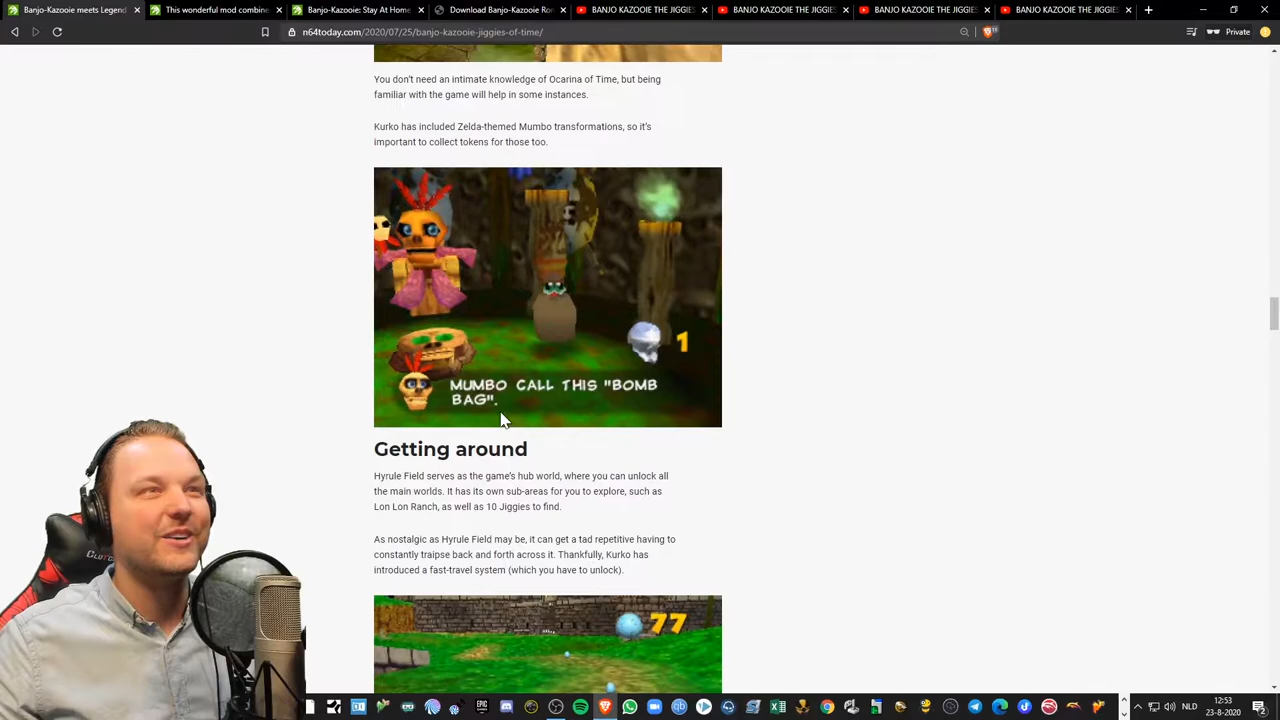 Banjo-Kazooie meets Legend
This wonderful mod combine
Banjo-Kazooie: Stay At Home
Download Banjo-Kazooie Ro
BANJO KAZOOIE THE JIGGIES
BANJO KAZOOIE THE JIGGIES
BANJO KAZOOIE THE JIGGIES
BANJO KAZOOIE THE JIGGIES
n64today.com/2020/07/25/banjo-kazooie-jiggies-of-time/
Private
You don't need an intimate knowledge of Ocarina of Time, but being
familiar with the game will help in some instances.
Kurko has included Zelda-themed Mumbo transformations, so it's
important to collect tokens for those too.
1
MUMBO CALL THIS "BOMB
BAG".
Getting around
Hyrule Field serves as the game's hub world, where you can unlock all
the main worlds. It has its own sub-areas for you to explore, such as
Lon Lon Ranch, as well as 10 Jiggies to find.
As nostalgic as Hyrule Field may be, it can get a tad repetitive having to
constantly traipse back and forth across it. Thankfully, Kurko has
introduced a fast-travel system (which you have to unlock).
77
EPIC
NLD
12:53
23-8-2020
2